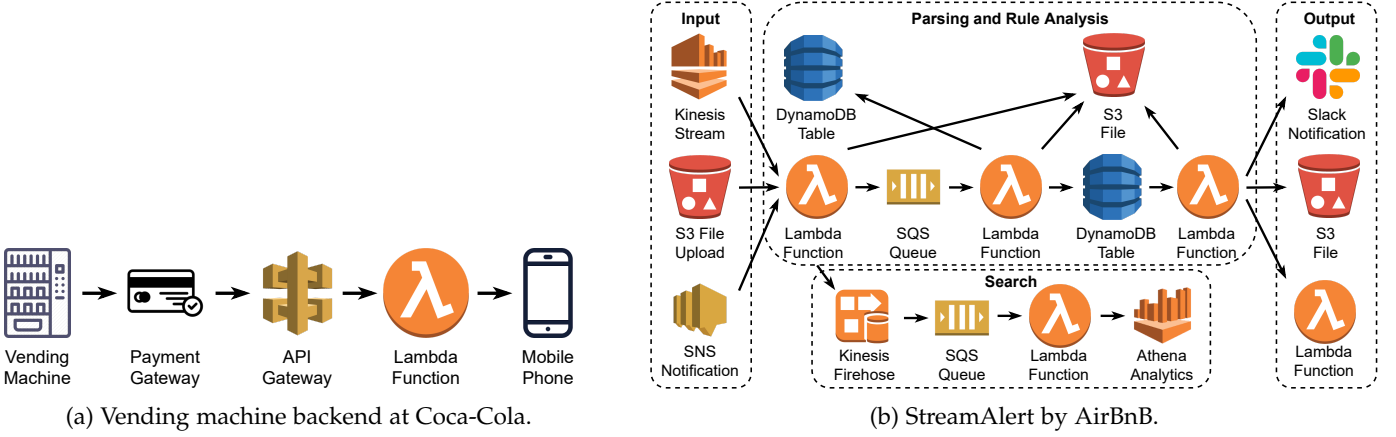 Vending
Machine
Payment
Gateway
API
Gateway
Lambda
Function
Mobile
Phone
(a) Vending machine backend at Coca-Cola.
Input
Kinesis
Stream
S3 File
Upload
SNS
Notification
Parsing and Rule Analysis
DynamoDB
Table
S3
File
Lambda
Function
SQS
Queue
Lambda
Function
DynamoDB
Table
Lambda
Function
Search
Kinesis
Firehose
SQS
Queue
Lambda
Function
Athena
Analytics
Output
Slack
Notification
S3
File
Lambda
Function
(b) StreamAlert by AirBnB.